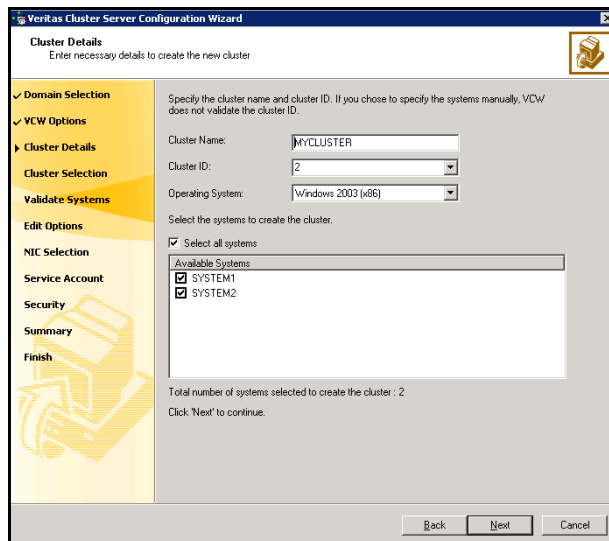 Veritas Cluster Server Configuration Wizard
Cluster Details
Enter necessary details to create the new cluster
Domain Selection
VCW Options
Cluster Details
Cluster Selection
Validate Systems
Edit Options
NIC Selection
Service Account
Security
Summary
Finish
Specify the cluster name and cluster ID. If you chose to specify the systems manually, VCW
does not validate the cluster ID.
Cluster Name: MYCLUSTER
Cluster ID: 2
Operating System: Windows 2003 (x86)
Select the systems to create the cluster.
Select all systems
Available Systems
SYSTEM1
SYSTEM2
Total number of systems selected to create the cluster : 2
Click 'Next' to continue.
Back Next Cancel